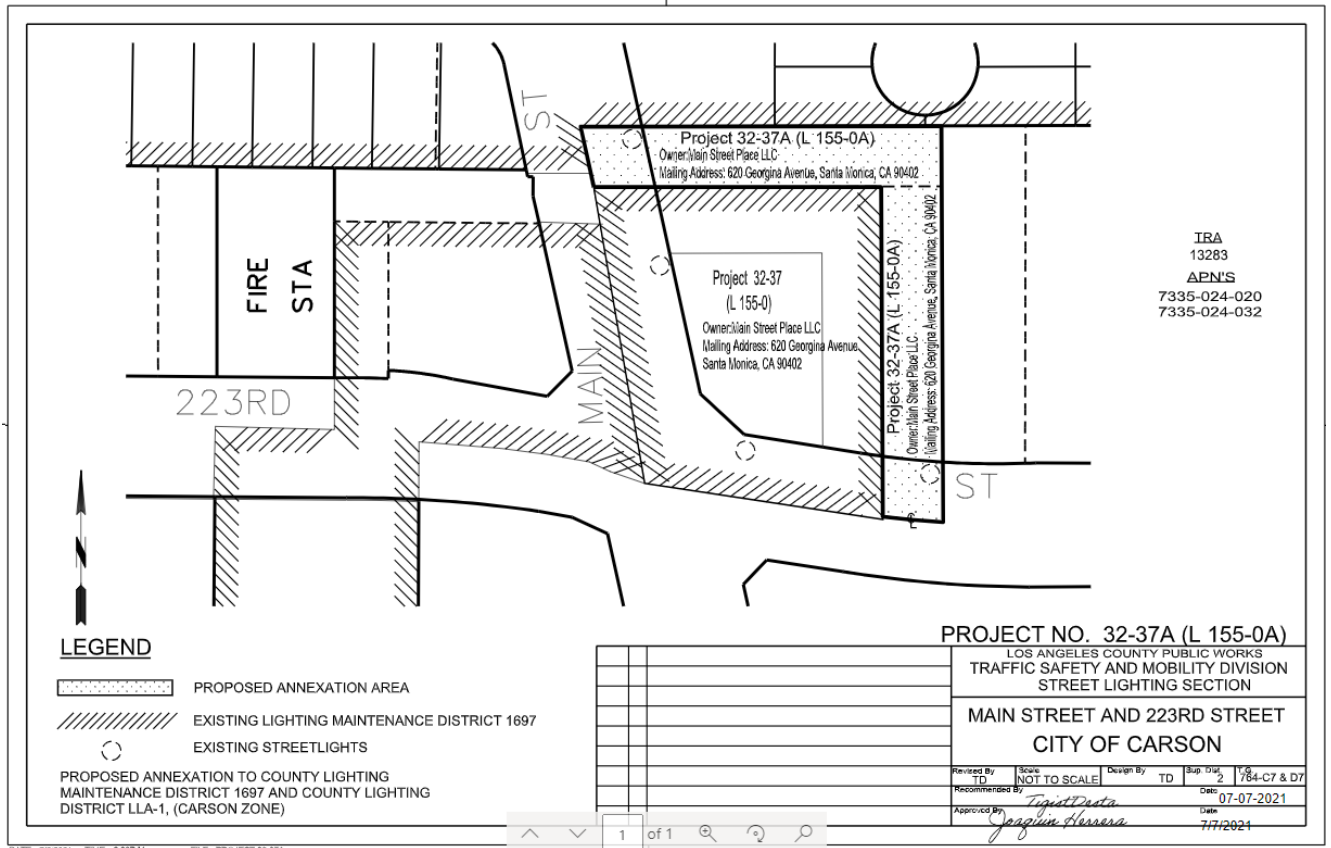 ST
Project 32-37A (L 155-0A)
Owner:Main Street Place LLC
Mailing Address: 620 Georgina Avenue, Santa Monica, CA 90402
FIRE
STA
Project 32-37
(L 155-0)
Owner:Main Street Place LLC
Mailing Address: 620 Georgina Avenue
Santa Monica, CA 90402
Project 32-37A (L 155-0A)
Owner:Main Street Place LLC
Mailing Address: 620 Georgina Avenue, Santa Monica, CA 90402
TRA
13283
APN'S
7335-024-020
7335-024-032
MAIN
223RD
ST
N
LEGEND
PROPOSED ANNEXATION AREA
EXISTING LIGHTING MAINTENANCE DISTRICT 1697
EXISTING STREETLIGHTS
PROPOSED ANNEXATION TO COUNTY LIGHTING
MAINTENANCE DISTRICT 1697 AND COUNTY LIGHTING
DISTRICT LLA-1, (CARSON ZONE)
PROJECT NO. 32-37A (L 155-0A)
LOS ANGELES COUNTY PUBLIC WORKS
TRAFFIC SAFETY AND MOBILITY DIVISION
STREET LIGHTING SECTION
MAIN STREET AND 223RD STREET
CITY OF CARSON
Revised By TD Scale NOT TO SCALE Design By TD Sup. Dist. 2 T.G. 764-C7 & D7
Recommended By Tigist Desta Date 07-07-2021
Approved By Joaquin Herrera Date 7/7/2021
1 of 1